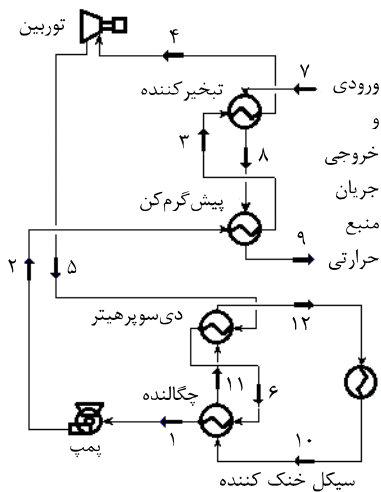 توربین
۴
۷
ورودی
تبخیرکننده
و
۳
۸
خروجی
جریان
پیش‌گرم‌کن
منبع
۹
حرارتی
۲
۵
دی‌سوپرهیتر
۱۲
۱۱
۶
چگالنده
۱
پمپ
۱۰
سیکل خنک کننده